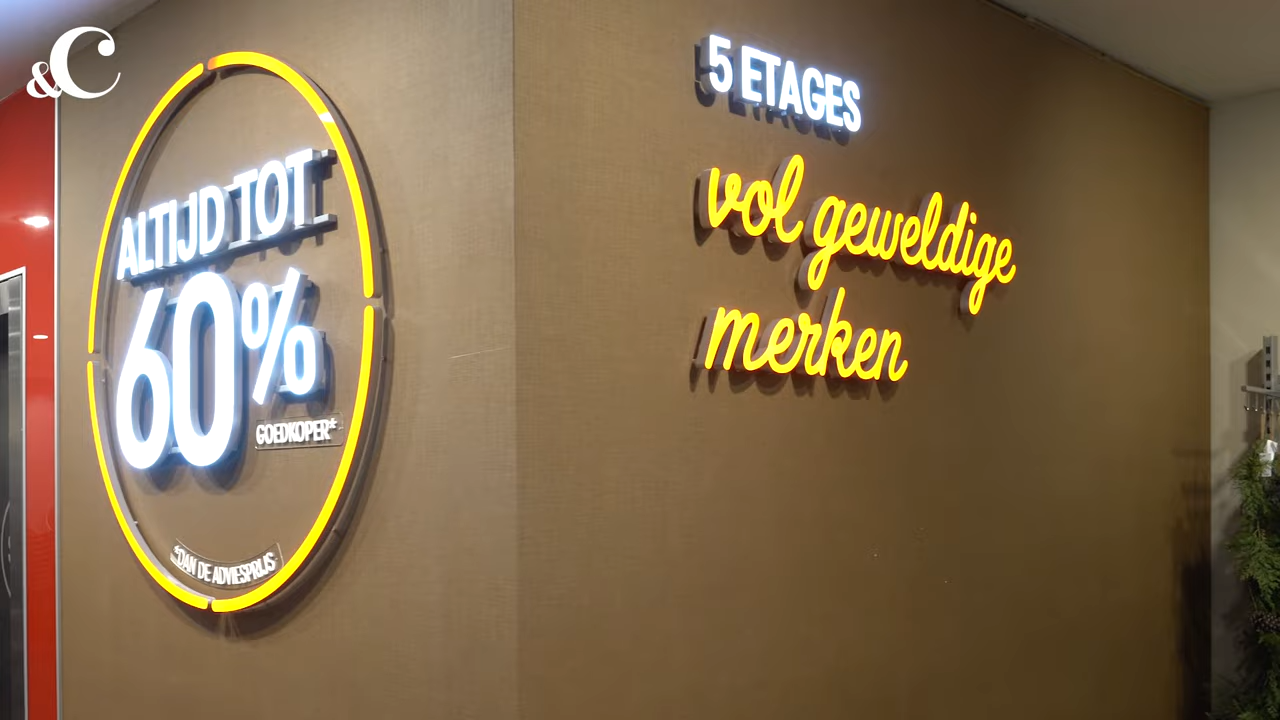 &C
ALTIJD TOT
60%
GOEDKOPER*
*DAN DE ADVIESPRIJS
5 ETAGES
vol geweldige
merken